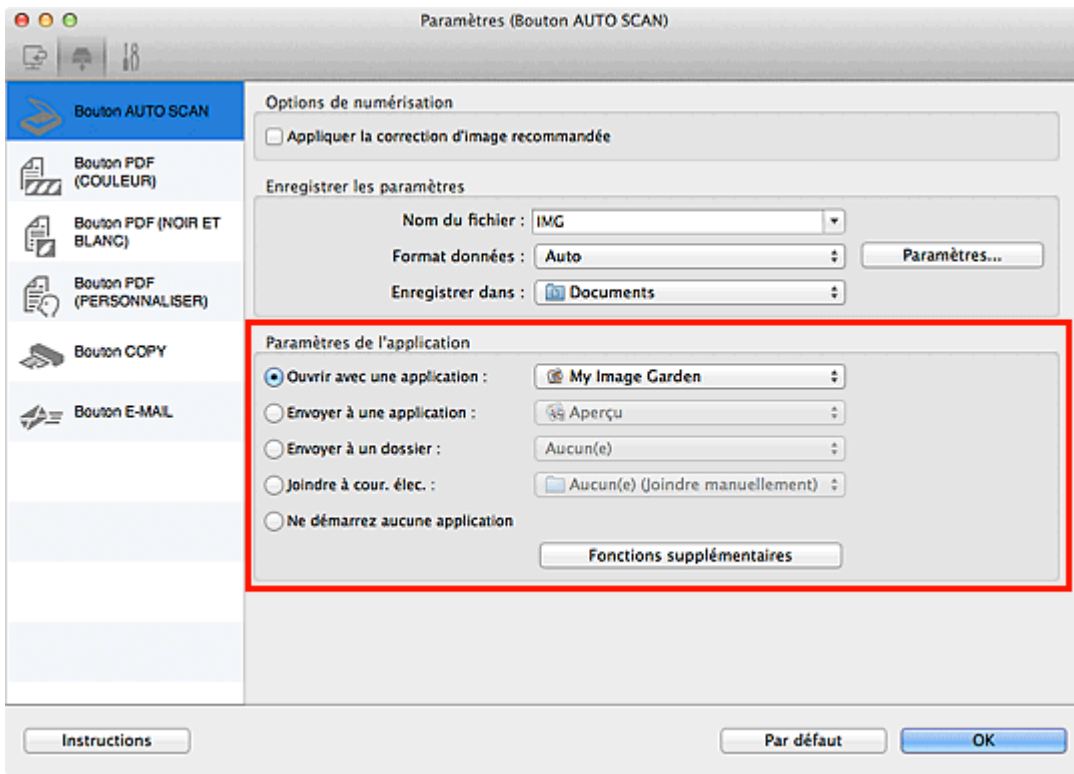 Paramètres (Bouton AUTO SCAN)
Bouton AUTO SCAN
Bouton PDF
(COULEUR)
Bouton PDF (NOIR ET
BLANC)
Bouton PDF
(PERSONNALISER)
Bouton COPY
Bouton E-MAIL
Options de numérisation
Appliquer la correction d'image recommandée
Enregistrer les paramètres
Nom du fichier : IMG
Format données : Auto Paramètres...
Enregistrer dans : Documents
Paramètres de l'application
Ouvrir avec une application : My Image Garden
Envoyer à une application : Aperçu
Envoyer à un dossier : Aucun(e)
Joindre à cour. élec. : Aucun(e) (Joindre manuellement)
Ne démarrez aucune application
Fonctions supplémentaires
Instructions Par défaut OK